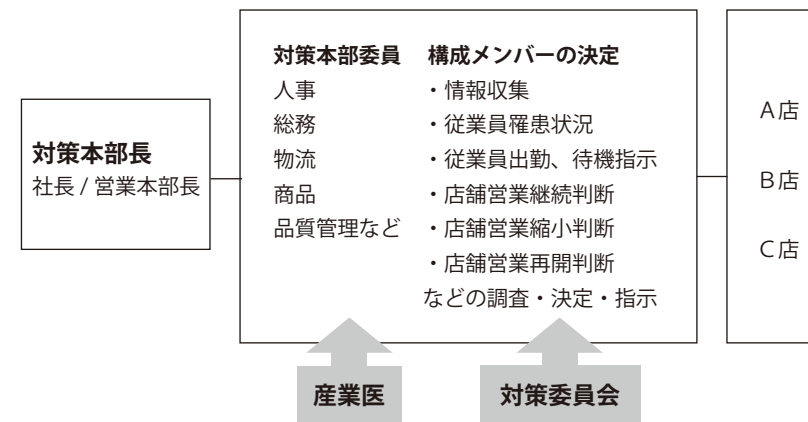 対策本部長
社長 / 営業本部長
対策本部委員
人事
総務
物流
商品
品質管理など
構成メンバーの決定
・情報収集
・従業員罹患状況
・従業員出勤、待機指示
・店舗営業継続判断
・店舗営業縮小判断
・店舗営業再開判断
などの調査・決定・指示
A店
B店
C店
産業医
対策委員会